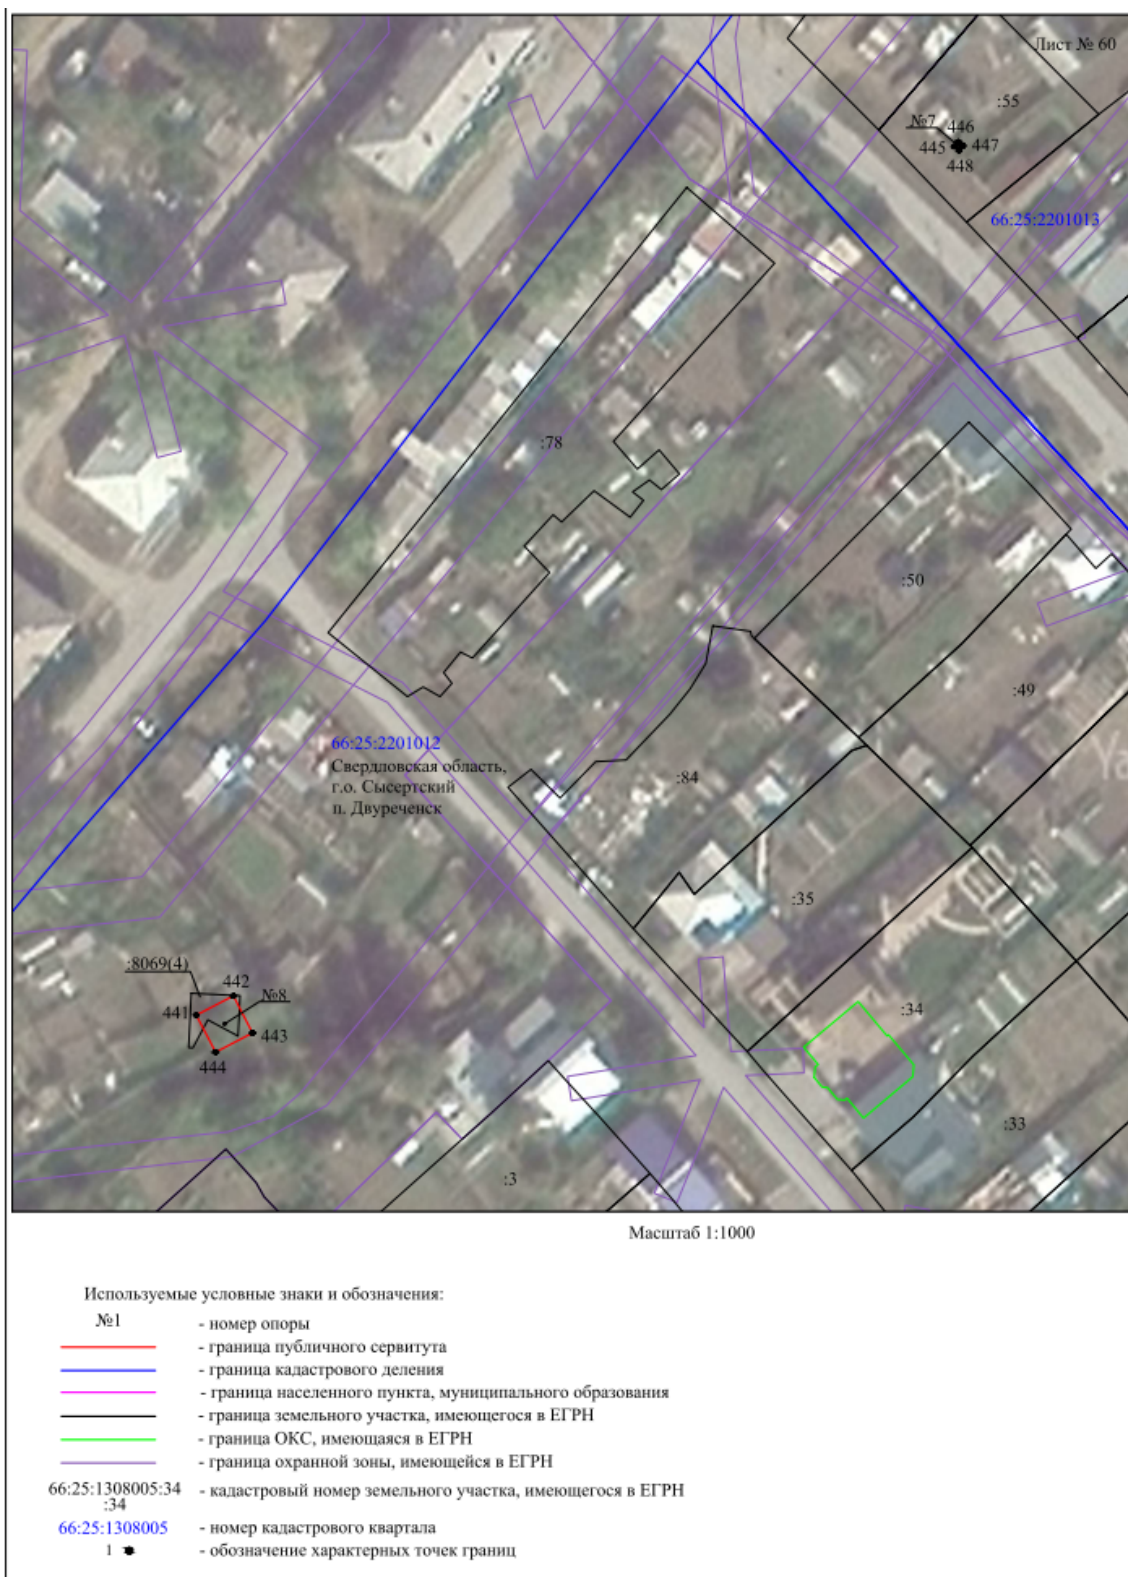 Лист № 60
:55
№7
446
445
447
448
66:25:2201013
:78
:50
:49
66:25:2201012
Свердловская область,
г.о. Сысертский
п. Двуреченск
:84
:35
:8069(4)
442
№8
441
443
444
:34
:33
:3
Масштаб 1:1000
Используемые условные знаки и обозначения:
№1 - номер опоры
- граница публичного сервитута
- граница кадастрового деления
- граница населенного пункта, муниципального образования
- граница земельного участка, имеющегося в ЕГРН
- граница ОКС, имеющаяся в ЕГРН
- граница охранной зоны, имеющейся в ЕГРН
66:25:1308005:34 - кадастровый номер земельного участка, имеющегося в ЕГРН
:34
66:25:1308005 - номер кадастрового квартала
1 - обозначение характерных точек границ